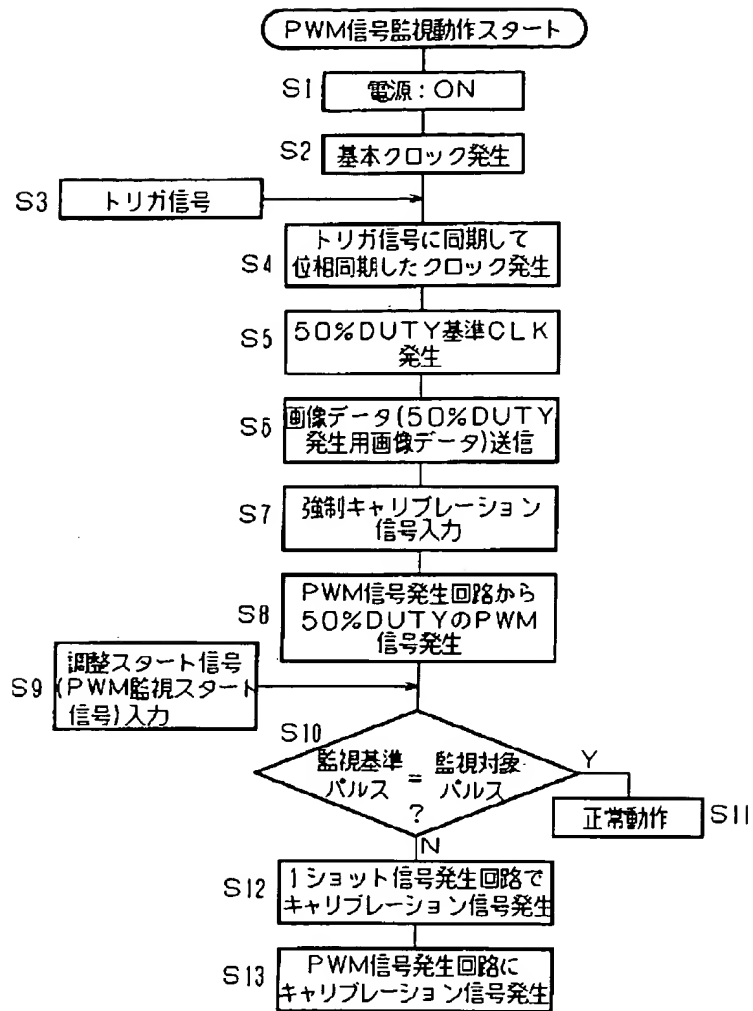 PWM信号監視動作スタート
S1
電源：ON
S2
基本クロック発生
S3
トリガ信号
S4
トリガ信号に同期して
位相同期したクロック発生
S5
50％DUTY基準CLK
発生
S6
画像データ(50％DUTY
発生用画像データ)送信
S7
強制キャリブレーション
信号入力
S8
PWM信号発生回路から
50％DUTYのPWM
信号発生
S9
調整スタート信号
(PWM監視スタート
信号)入力
S10
監視基準 監視対象
パルス = パルス
?
Y
S11
正常動作
N
S12
1ショット信号発生回路で
キャリブレーション信号発生
S13
PWM信号発生回路に
キャリブレーション信号発生